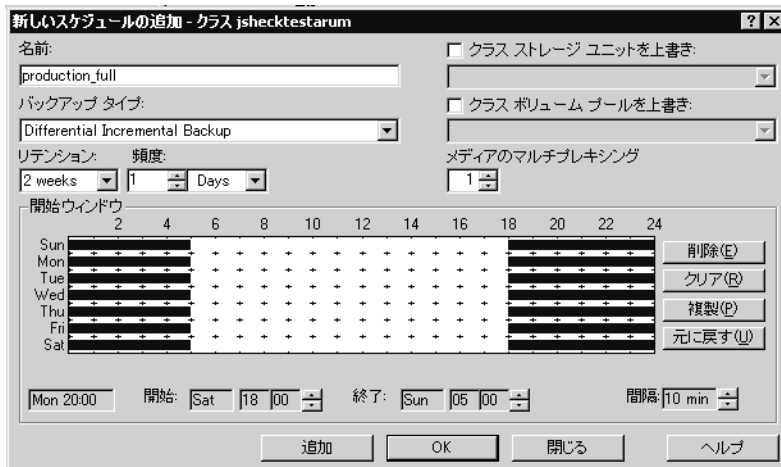 新しいスケジュールの追加 - クラス jshecktestarum
名前:
production_full
バックアップ タイプ:
Differential Incremental Backup
リテンション: 頻度:
2 weeks 1 Days
クラス ストレージ ユニットを上書き:
クラス ボリューム プールを上書き:
メディアのマルチプレキシング
1
開始ウィンドウ
2 4 6 8 10 12 14 16 18 20 22 24
Sun
Mon
Tue
Wed
Thu
Fri
Sat
削除(E)
クリア(R)
複製(P)
元に戻す(U)
Mon 20:00 開始: Sat 18 00 終了: Sun 05 00 間隔: 10 min
追加 OK 閉じる ヘルプ